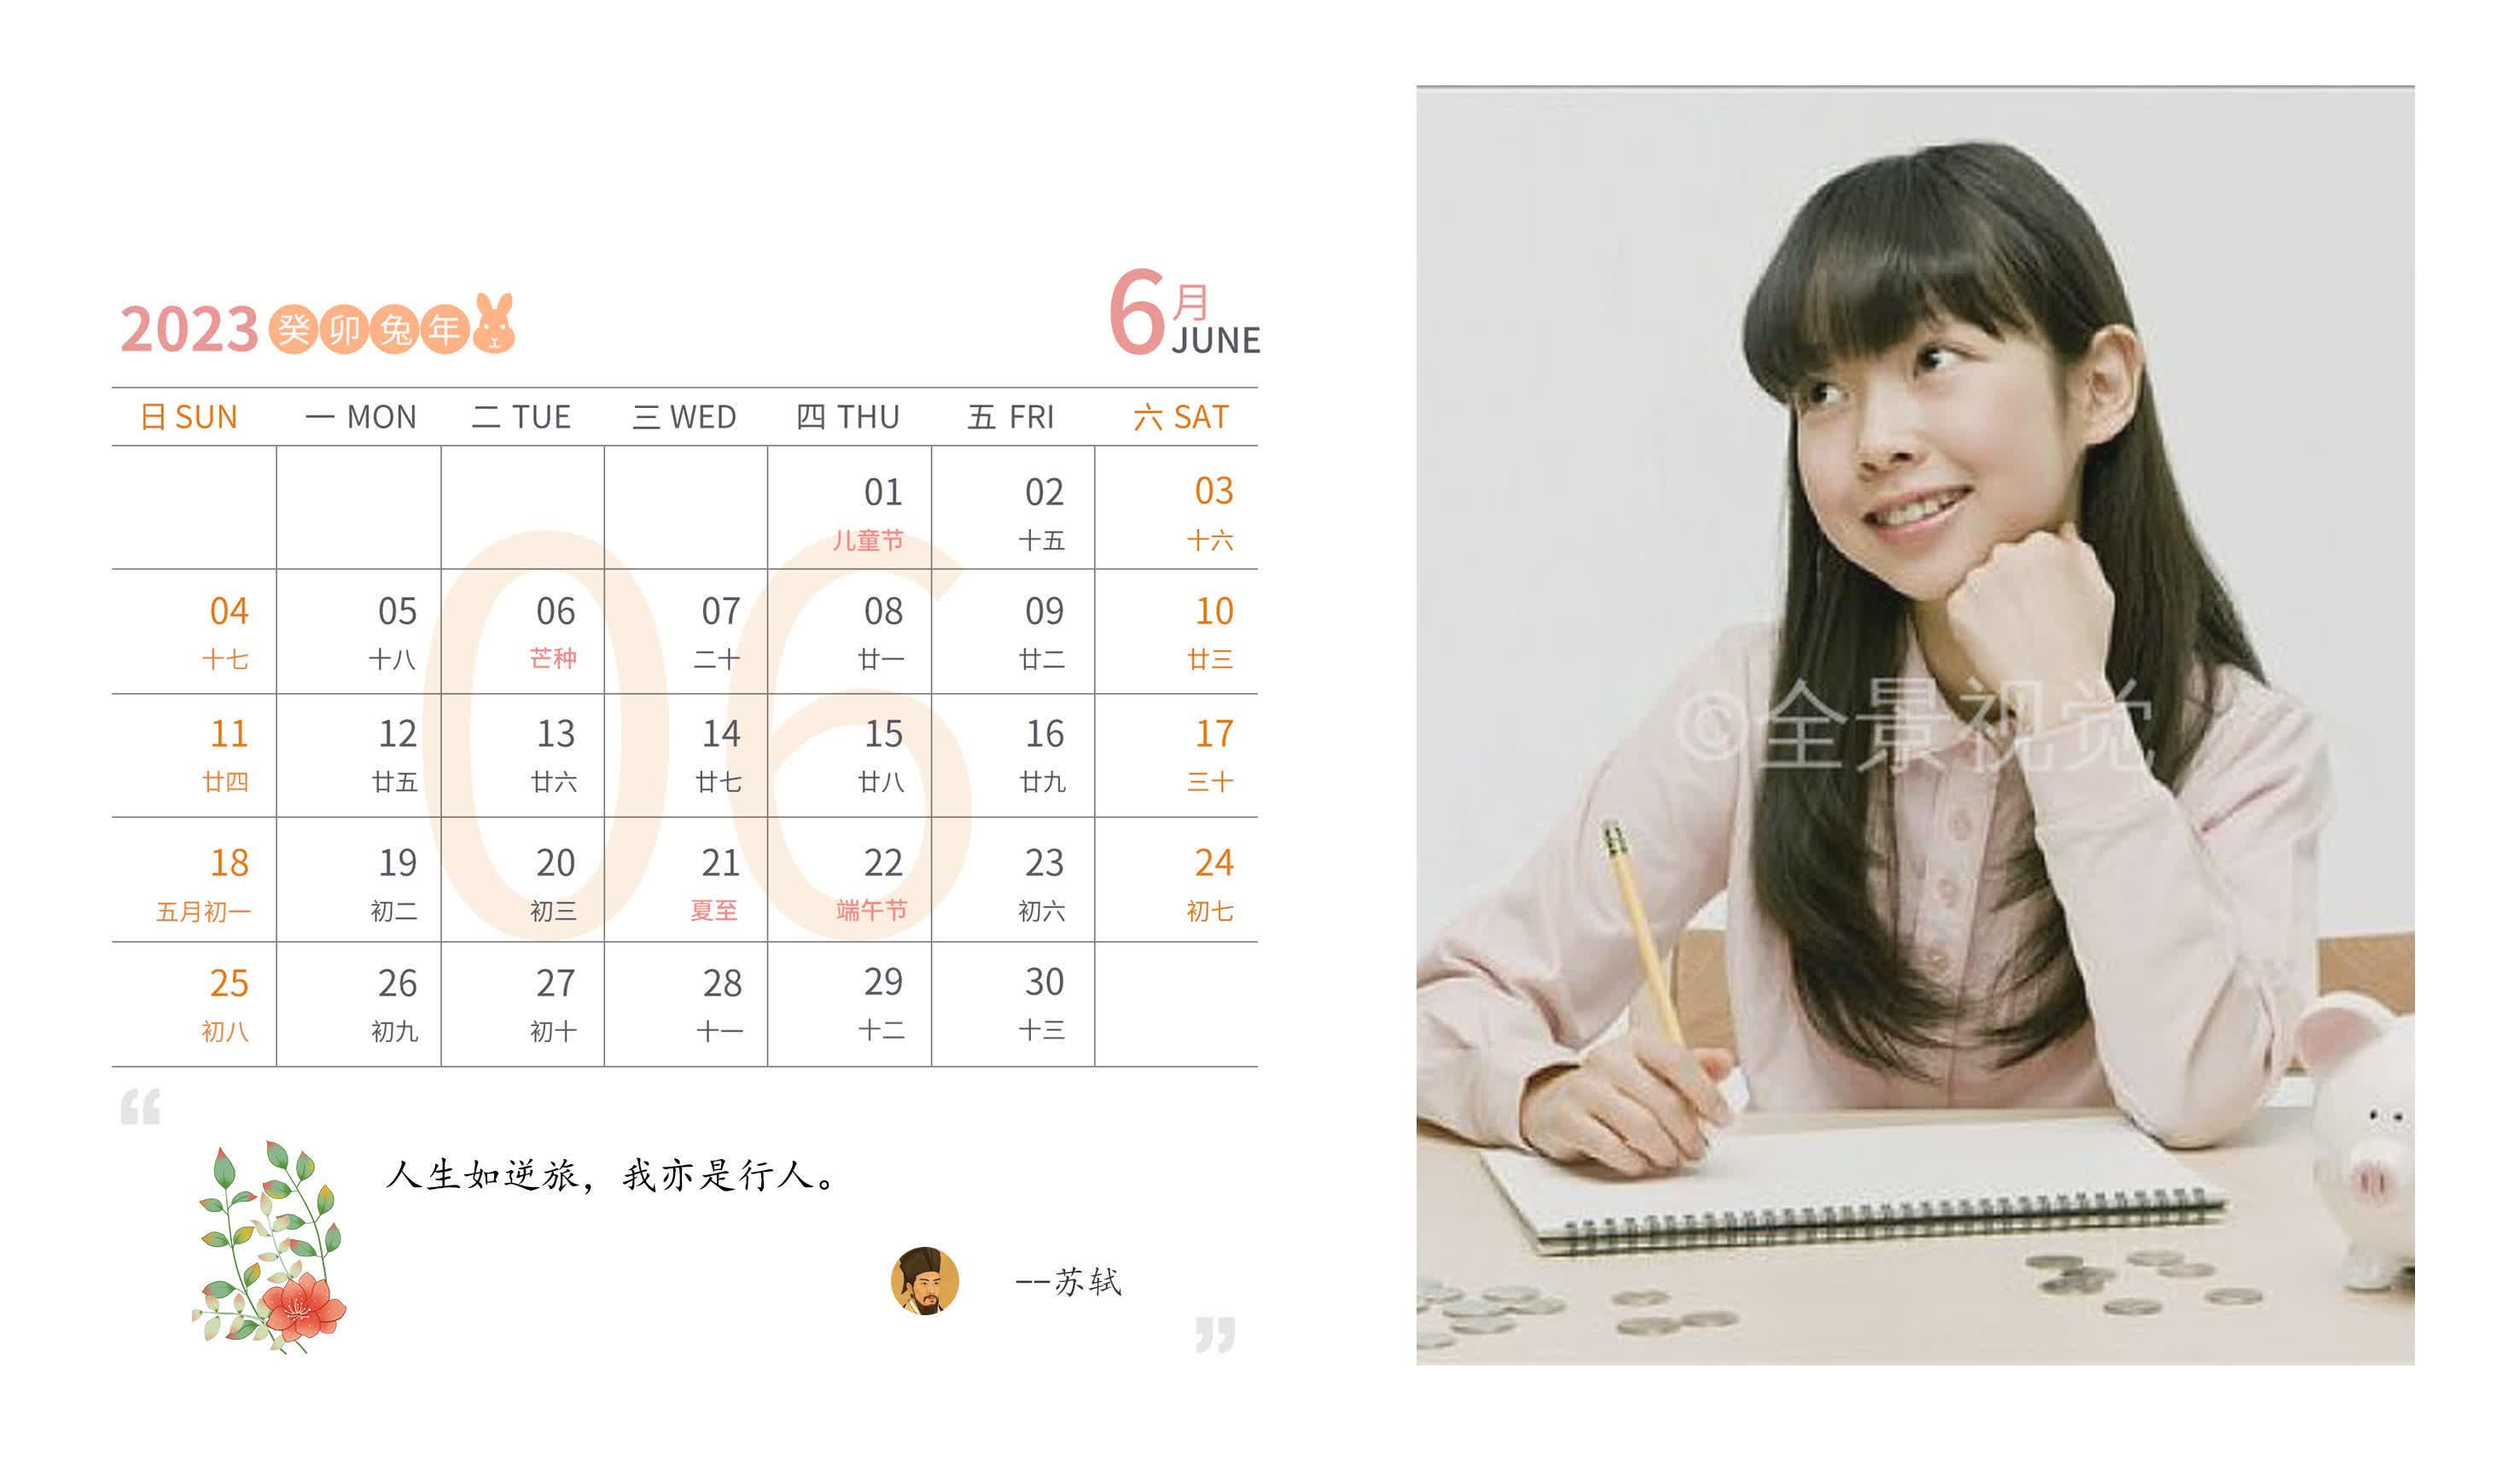 2023 癸卯兔年
6月
JUNE
日 SUN 一 MON 二 TUE 三 WED 四 THU 五 FRI 六 SAT
01 02 03
儿童节 十五 十六
04 05 06 07 08 09 10
十七 十八 芒种 二十 廿一 廿二 廿三
11 12 13 14 15 16 17
廿四 廿五 廿六 廿七 廿八 廿九 三十
18 19 20 21 22 23 24
五月初一 初二 初三 夏至 端午节 初六 初七
25 26 27 28 29 30
初八 初九 初十 十一 十二 十三
06
“
人生如逆旅，我亦是行人。
--苏轼
”
©全景视觉